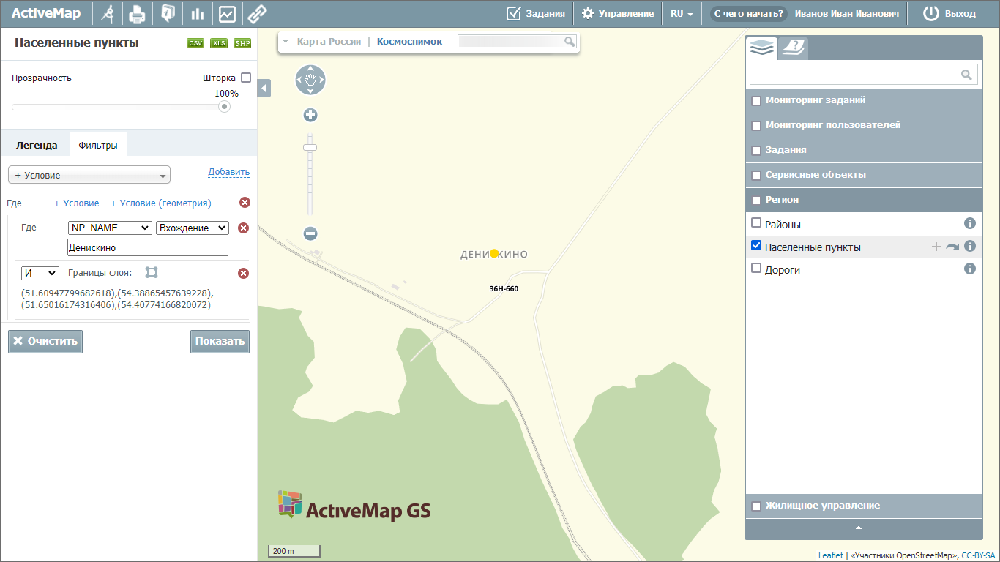 ActiveMap
Задания
Управление
RU
С чего начать?
Иванов Иван Иванович
Выход
Населенные пункты
CSV XLS SHP
Прозрачность
Шторка
100%
Легенда
Фильтры
+ Условие
Добавить
Где
+ Условие
+ Условие (геометрия)
Где
NP_NAME
Вхождение
Денискино
И
Границы слоя:
(51.60947799682618),(54.38865457639228),
(51.65016174316406),(54.40774166820072)
Очистить
Показать
Карта России | Космоснимок
ДЕНИСКИНО
36Н-660
ActiveMap GS
200 m
Мониторинг заданий
Мониторинг пользователей
Задания
Сервисные объекты
Регион
Районы
Населенные пункты
Дороги
Жилищное управление
Leaflet | «Участники OpenStreetMap», CC-BY-SA